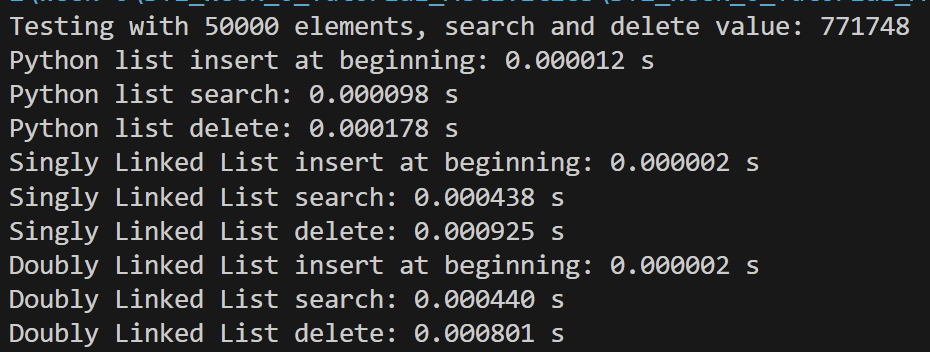 Testing with 50000 elements, search and delete value: 771748
Python list insert at beginning: 0.000012 s
Python list search: 0.000098 s
Python list delete: 0.000178 s
Singly Linked List insert at beginning: 0.000002 s
Singly Linked List search: 0.000438 s
Singly Linked List delete: 0.000925 s
Doubly Linked List insert at beginning: 0.000002 s
Doubly Linked List search: 0.000440 s
Doubly Linked List delete: 0.000801 s